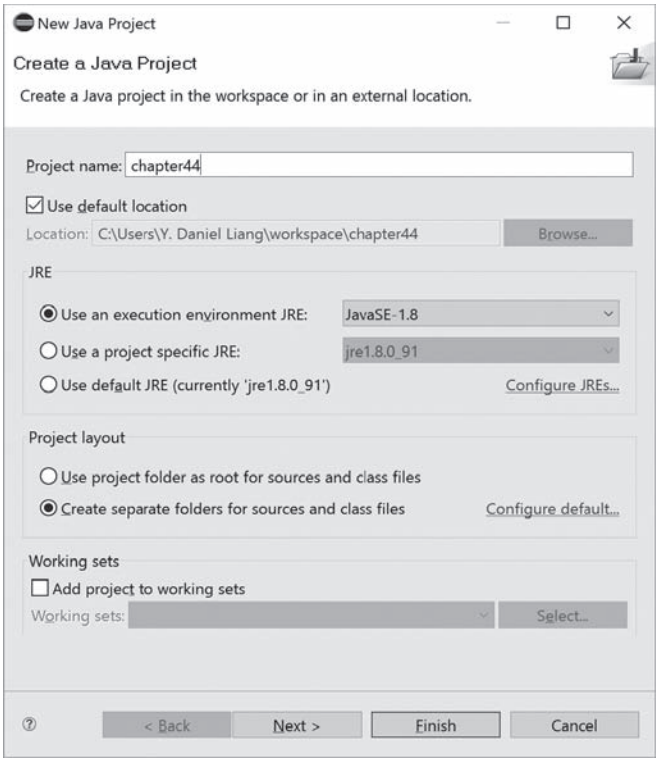 New Java Project
Create a Java Project
Create a Java project in the workspace or in an external location.
Project name: chapter44
Use default location
Location: C:\Users\Y. Daniel Liang\workspace\chapter44 Browse...
JRE
Use an execution environment JRE: JavaSE-1.8
Use a project specific JRE: jre1.8.0_91
Use default JRE (currently 'jre1.8.0_91') Configure JREs...
Project layout
Use project folder as root for sources and class files
Create separate folders for sources and class files Configure default...
Working sets
Add project to working sets
Working sets: Select...
? < Back Next > Finish Cancel